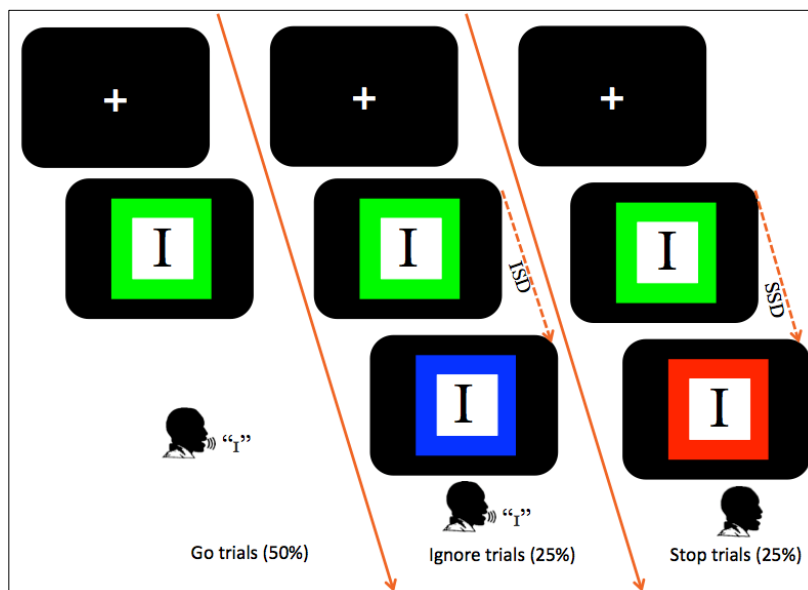 +
+
+
I
I
I
ISD
SSD
I
I
“I”
“I”
Go trials (50%)
Ignore trials (25%)
Stop trials (25%)